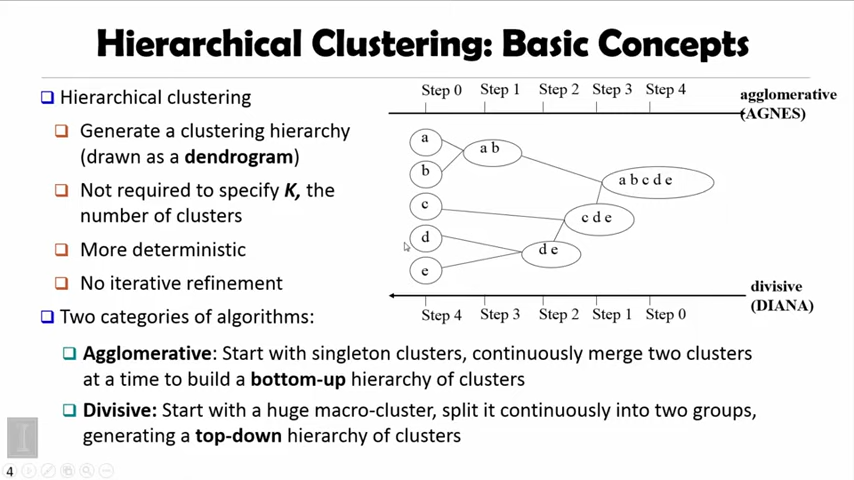 Hierarchical Clustering: Basic Concepts
Hierarchical clustering
Generate a clustering hierarchy
(drawn as a dendrogram)
Not required to specify K, the
number of clusters
More deterministic
No iterative refinement
Two categories of algorithms:
Step 0 Step 1 Step 2 Step 3 Step 4
agglomerative
(AGNES)
a
b
c
d
e
a b
d e
c d e
a b c d e
divisive
(DIANA)
Step 4 Step 3 Step 2 Step 1 Step 0
Agglomerative: Start with singleton clusters, continuously merge two clusters
at a time to build a bottom-up hierarchy of clusters
Divisive: Start with a huge macro-cluster, split it continuously into two groups,
generating a top-down hierarchy of clusters
I
4